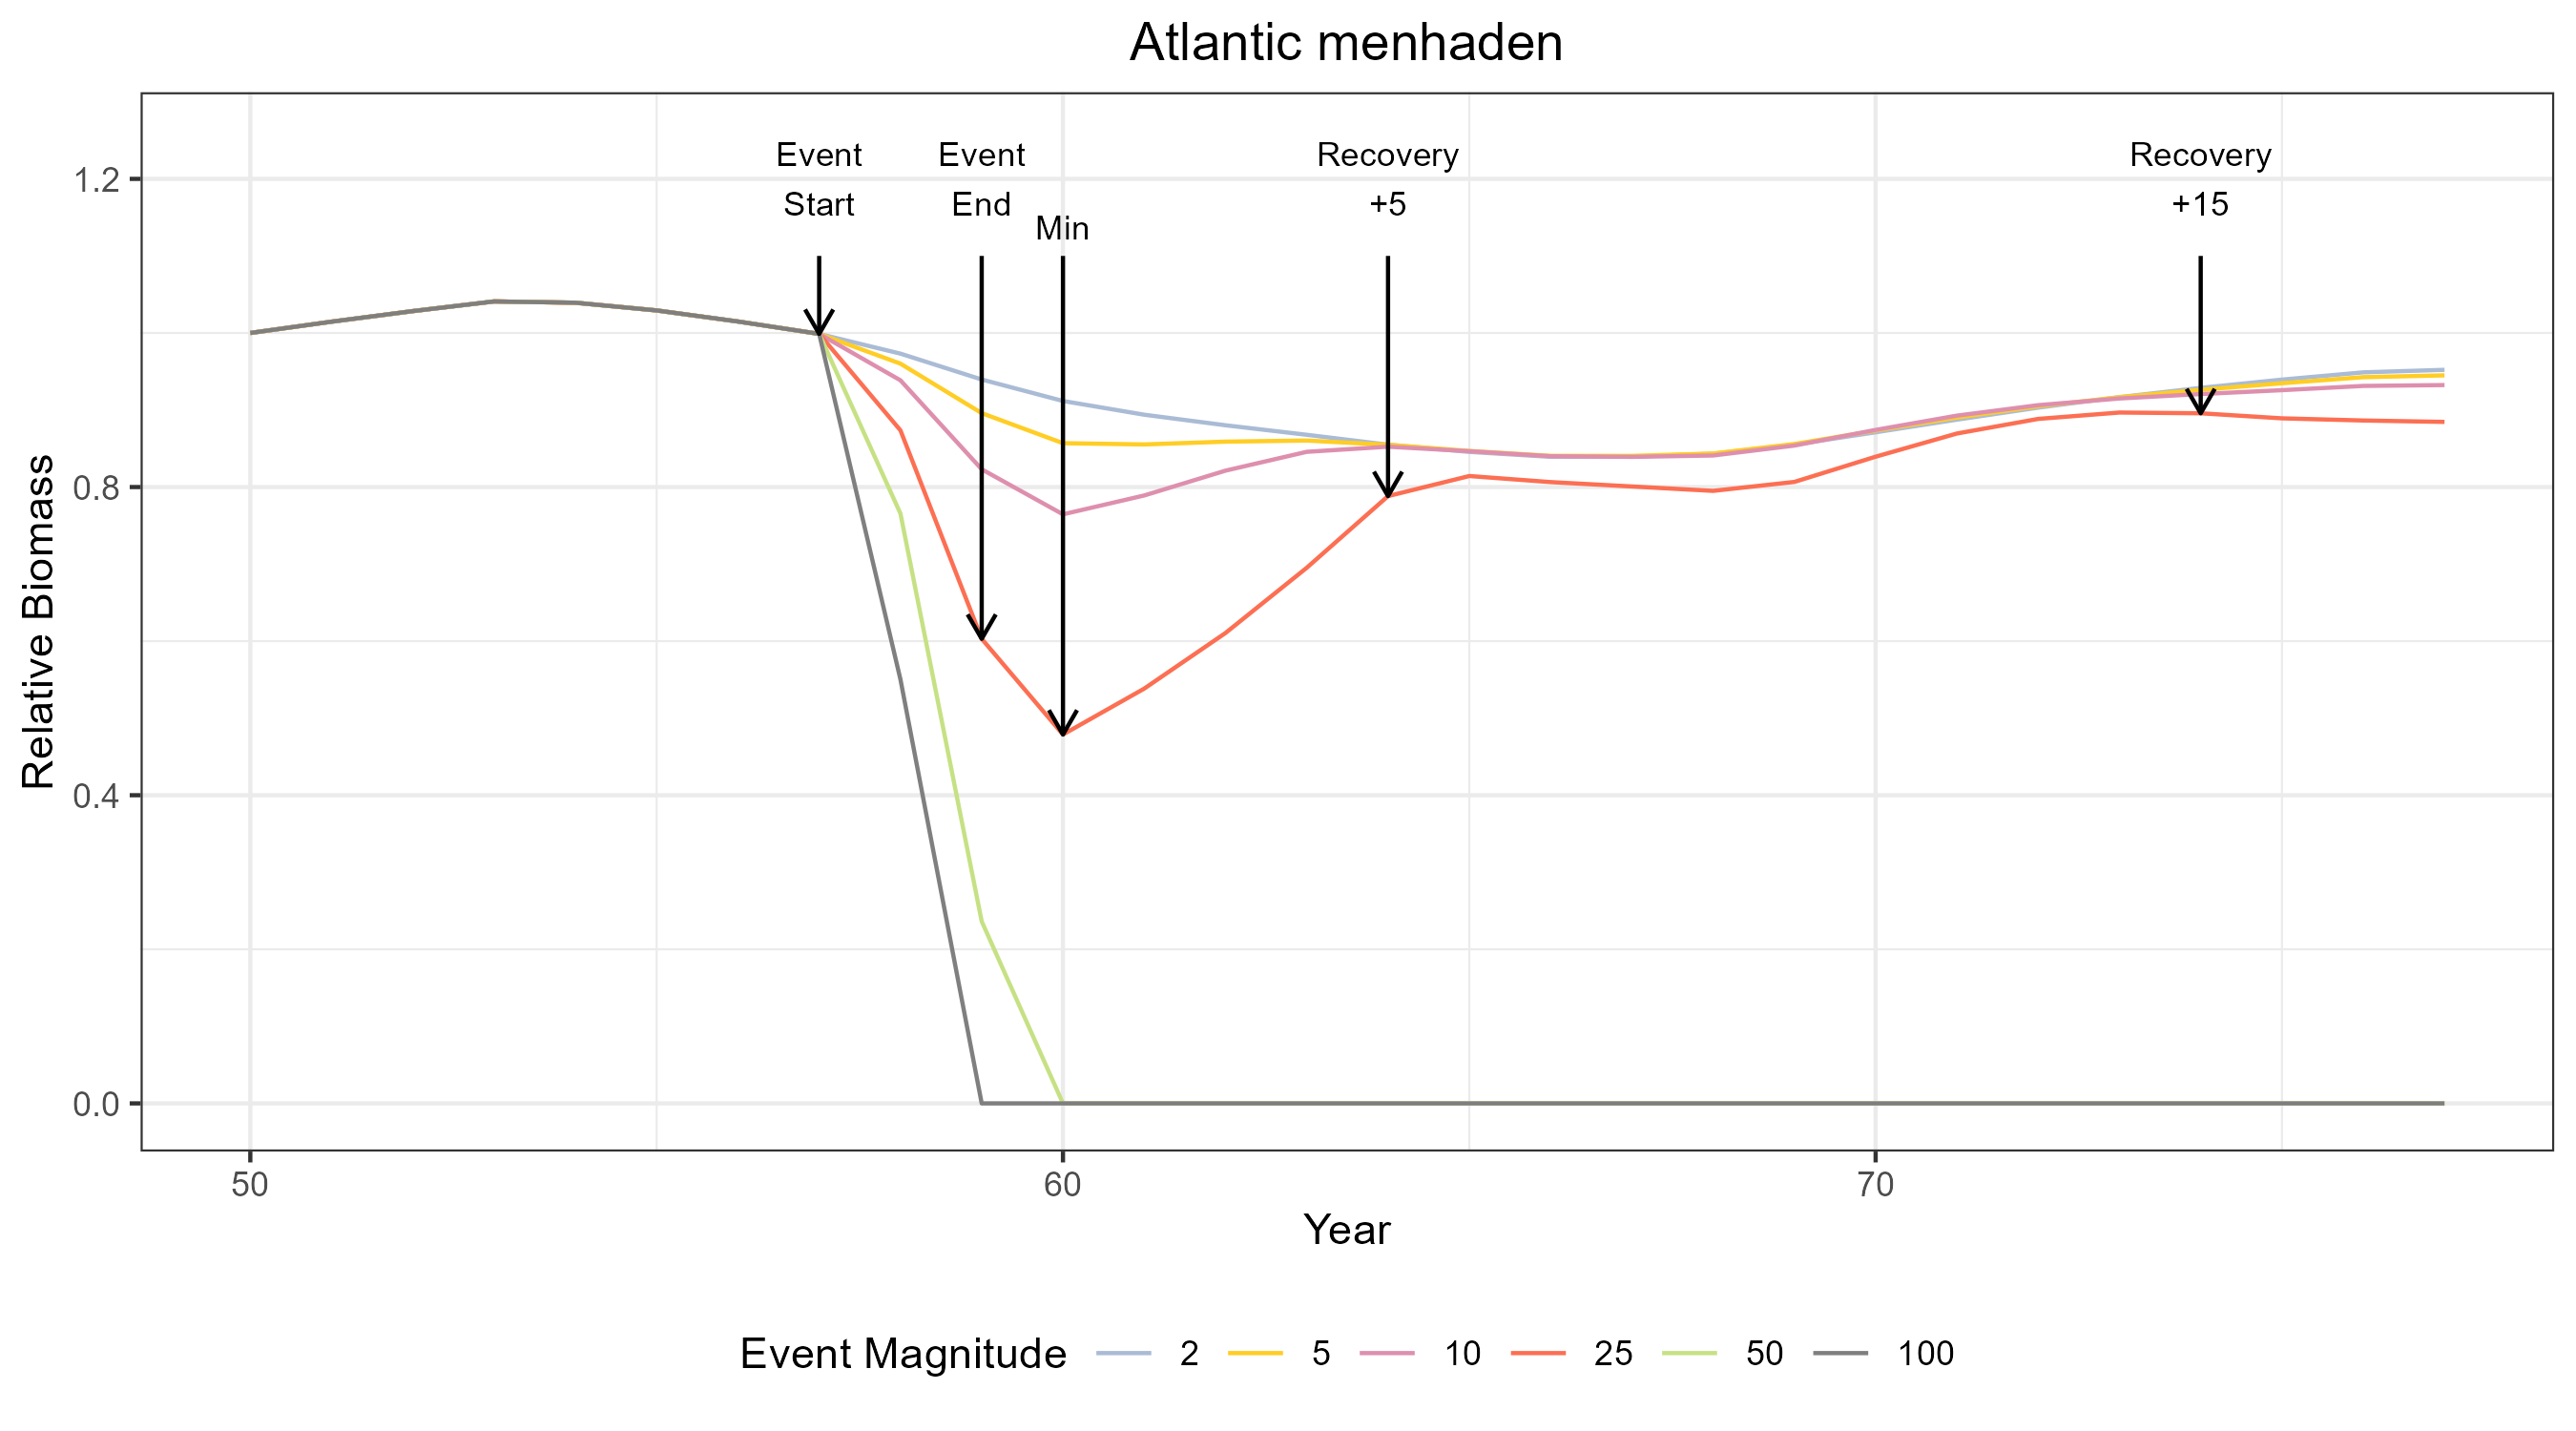 Atlantic menhaden
Event
Start
Event
End
Min
Recovery
+5
Recovery
+15
1.2
0.8
0.4
0.0
Relative Biomass
50
60
70
Year
Event Magnitude 2 5 10 25 50 100